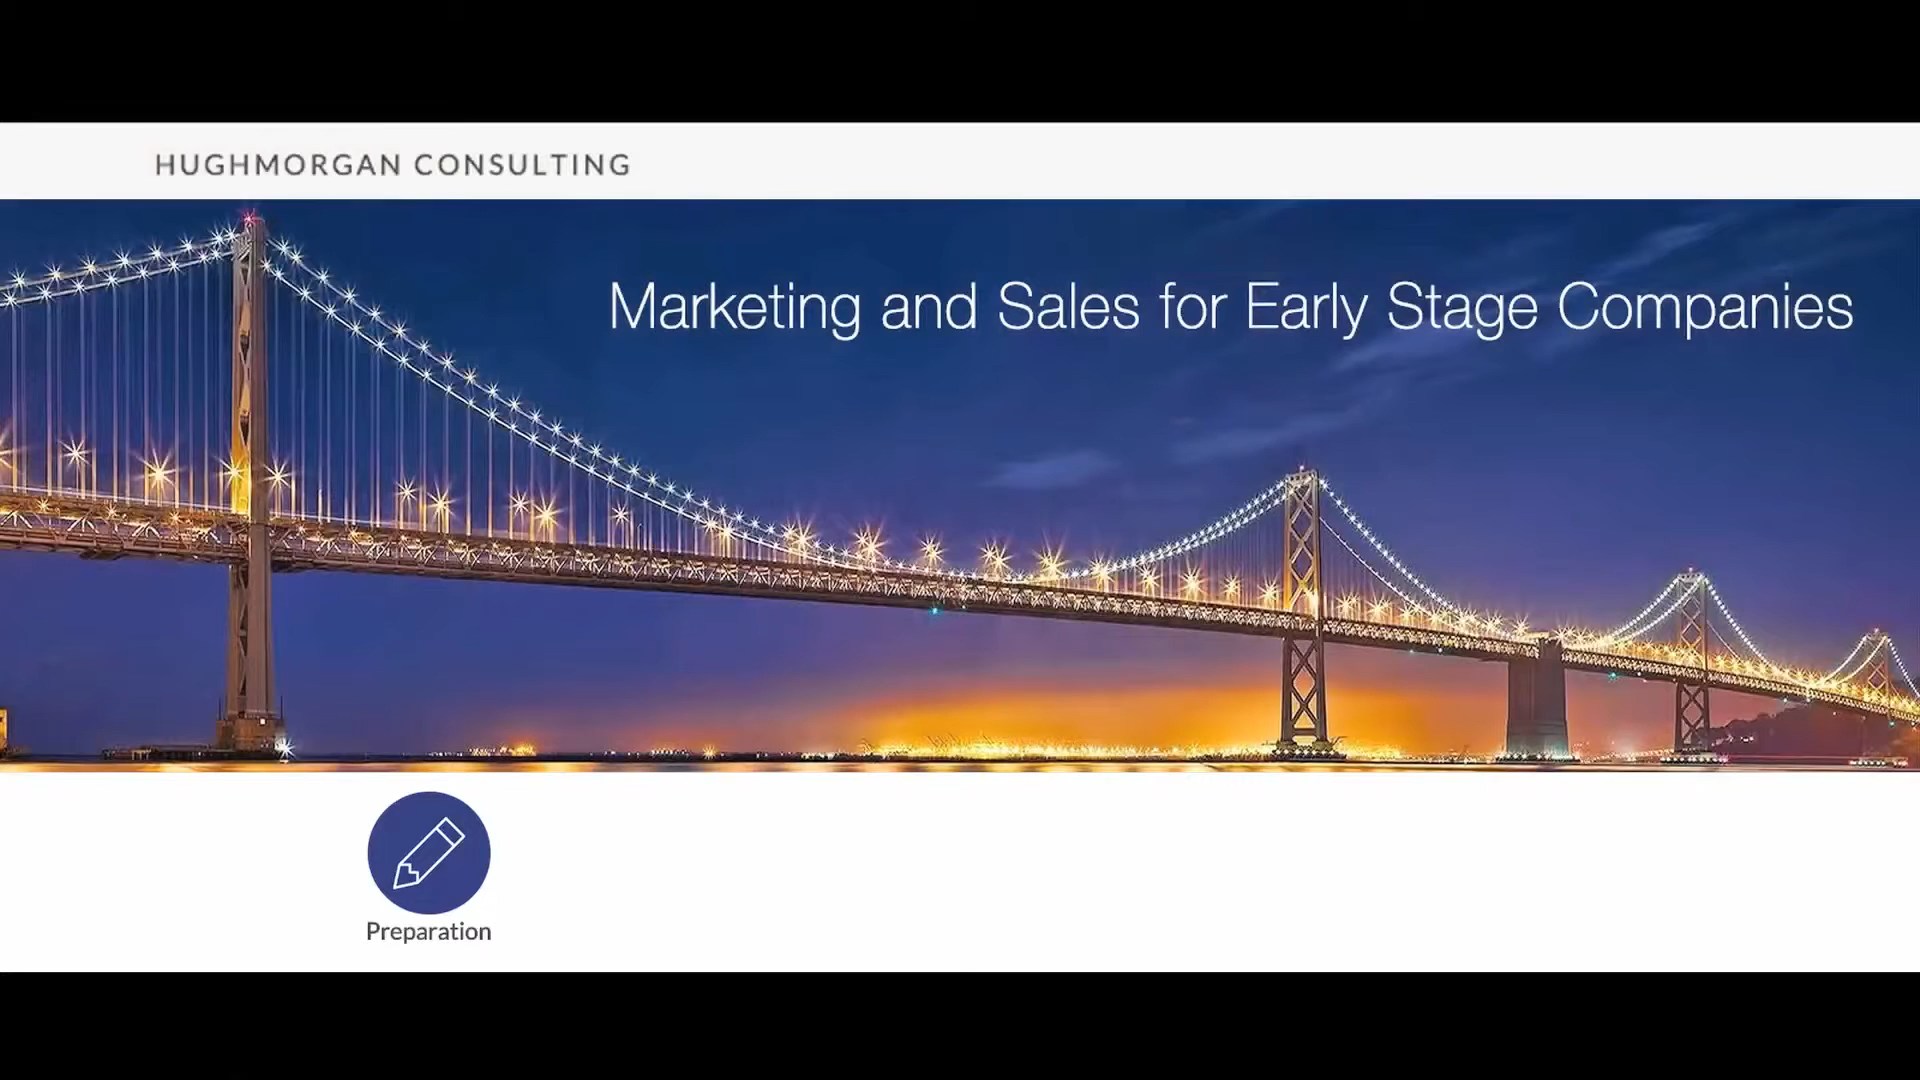 HUGHMORGAN CONSULTING
Marketing and Sales for Early Stage Companies
Preparation